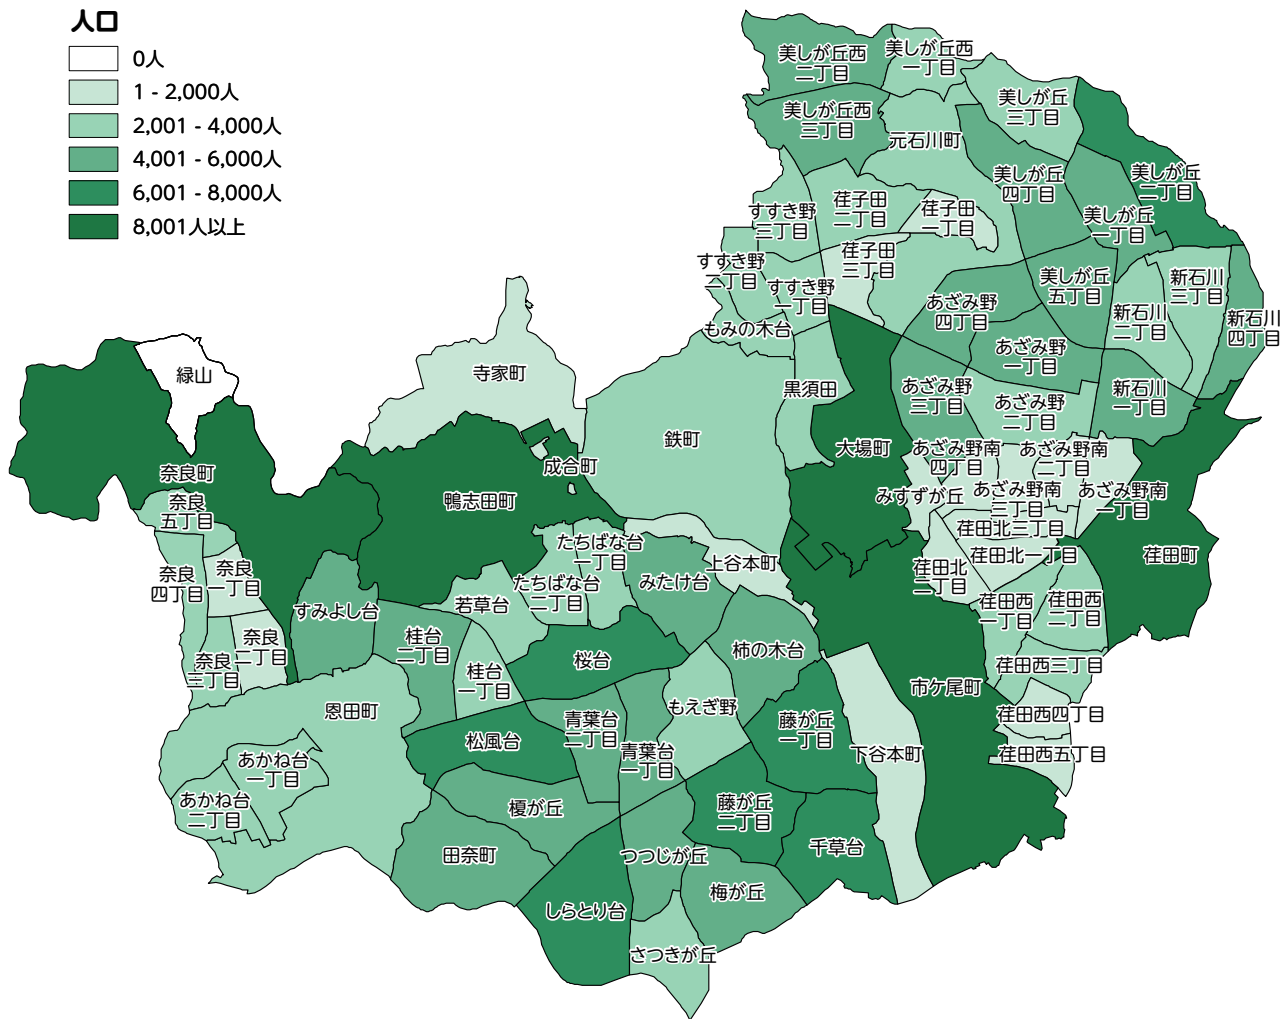 人口
0人
1 - 2,000人
2,001 - 4,000人
4,001 - 6,000人
6,001 - 8,000人
8,001人以上
美しが丘西
二丁目
美しが丘西
一丁目
美しが丘西
三丁目
美しが丘
三丁目
元石川町
美しが丘
四丁目
美しが丘
二丁目
美しが丘
一丁目
すすき野
三丁目
荏子田
二丁目
荏子田
一丁目
荏子田
三丁目
すすき野
二丁目
すすき野
一丁目
もみの木台
あざみ野
四丁目
美しが丘
五丁目
新石川
三丁目
新石川
二丁目
新石川
四丁目
あざみ野
一丁目
新石川
一丁目
あざみ野
三丁目
あざみ野
二丁目
黒須田
緑山
寺家町
鉄町
大場町
奈良町
成合町
鴨志田町
あざみ野南
四丁目
あざみ野南
二丁目
みすずが丘
あざみ野南
三丁目
あざみ野南
一丁目
荏田北三丁目
荏田北一丁目
荏田北
二丁目
荏田町
奈良
五丁目
奈良
四丁目
奈良
一丁目
奈良
二丁目
奈良
三丁目
すみよし台
たちばな台
一丁目
たちばな台
二丁目
若草台
みたけ台
上谷本町
荏田西
一丁目
荏田西
二丁目
荏田西三丁目
荏田西四丁目
荏田西五丁目
桂台
二丁目
桂台
一丁目
桜台
柿の木台
市ケ尾町
恩田町
松風台
青葉台
二丁目
青葉台
一丁目
もえぎ野
藤が丘
一丁目
下谷本町
あかね台
一丁目
あかね台
二丁目
榎が丘
藤が丘
二丁目
田奈町
つつじが丘
千草台
梅が丘
しらとり台
さつきが丘